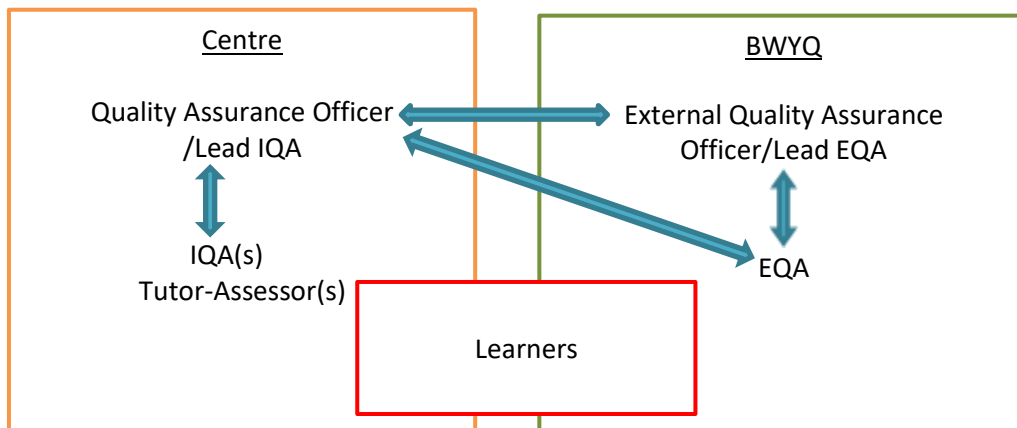 Centre
Quality Assurance Officer
/Lead IQA
IQA(s)
Tutor-Assessor(s)
BWYQ
External Quality Assurance
Officer/Lead EQA
EQA
Learners